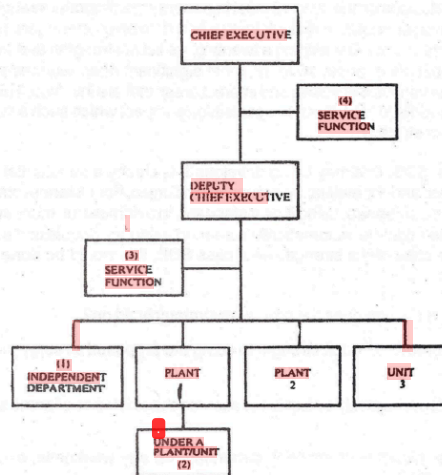 CHIEF EXECUTIVE
(4)
SERVICE
FUNCTION
DEPUTY
CHIEF EXECUTIVE
(3)
SERVICE
FUNCTION
(1)
INDEPENDENT
DEPARTMENT
PLANT
PLANT
2
UNIT
3
UNDER A
PLANT/UNIT
(2)